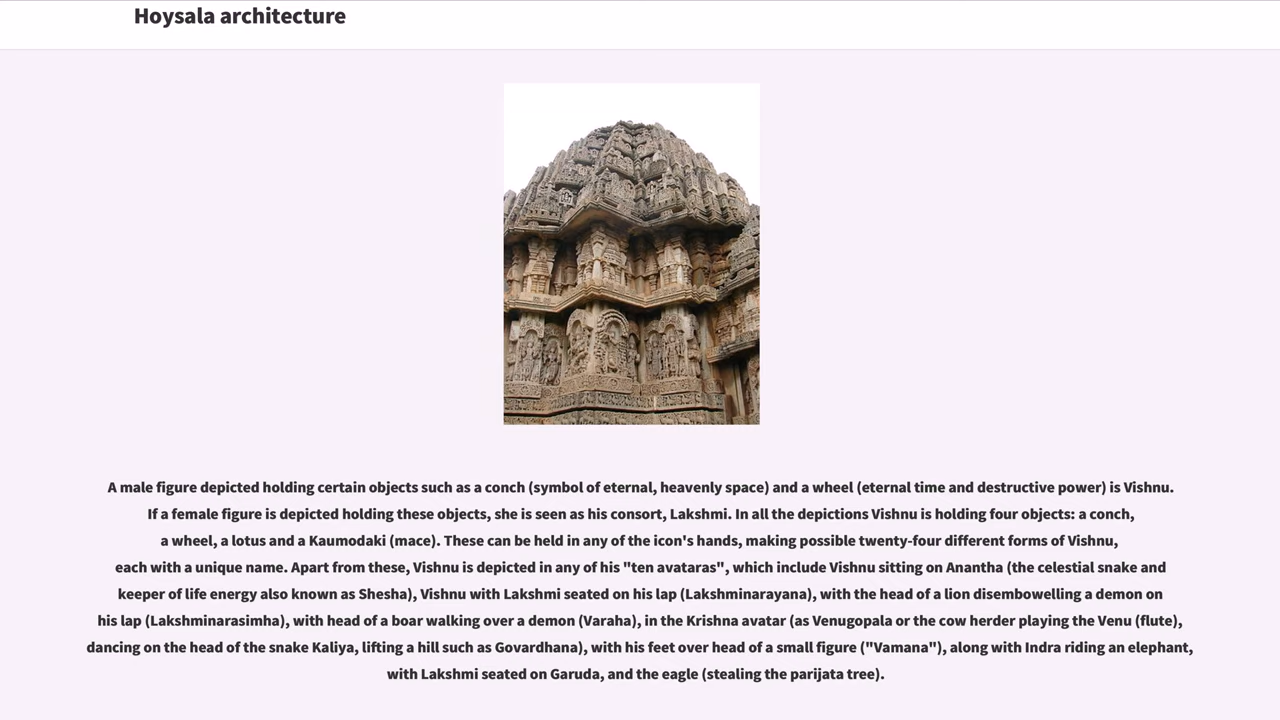 Hoysala architecture
A male figure depicted holding certain objects such as a conch (symbol of eternal, heavenly space) and a wheel (eternal time and destructive power) is Vishnu.
If a female figure is depicted holding these objects, she is seen as his consort, Lakshmi. In all the depictions Vishnu is holding four objects: a conch,
a wheel, a lotus and a Kaumodaki (mace). These can be held in any of the icon's hands, making possible twenty-four different forms of Vishnu,
each with a unique name. Apart from these, Vishnu is depicted in any of his "ten avataras", which include Vishnu sitting on Anantha (the celestial snake and
keeper of life energy also known as Shesha), Vishnu with Lakshmi seated on his lap (Lakshminarayana), with the head of a lion disembowelling a demon on
his lap (Lakshminarasimha), with head of a boar walking over a demon (Varaha), in the Krishna avatar (as Venugopala or the cow herder playing the Venu (flute),
dancing on the head of the snake Kaliya, lifting a hill such as Govardhana), with his feet over head of a small figure ("Vamana"), along with Indra riding an elephant,
with Lakshmi seated on Garuda, and the eagle (stealing the parijata tree).